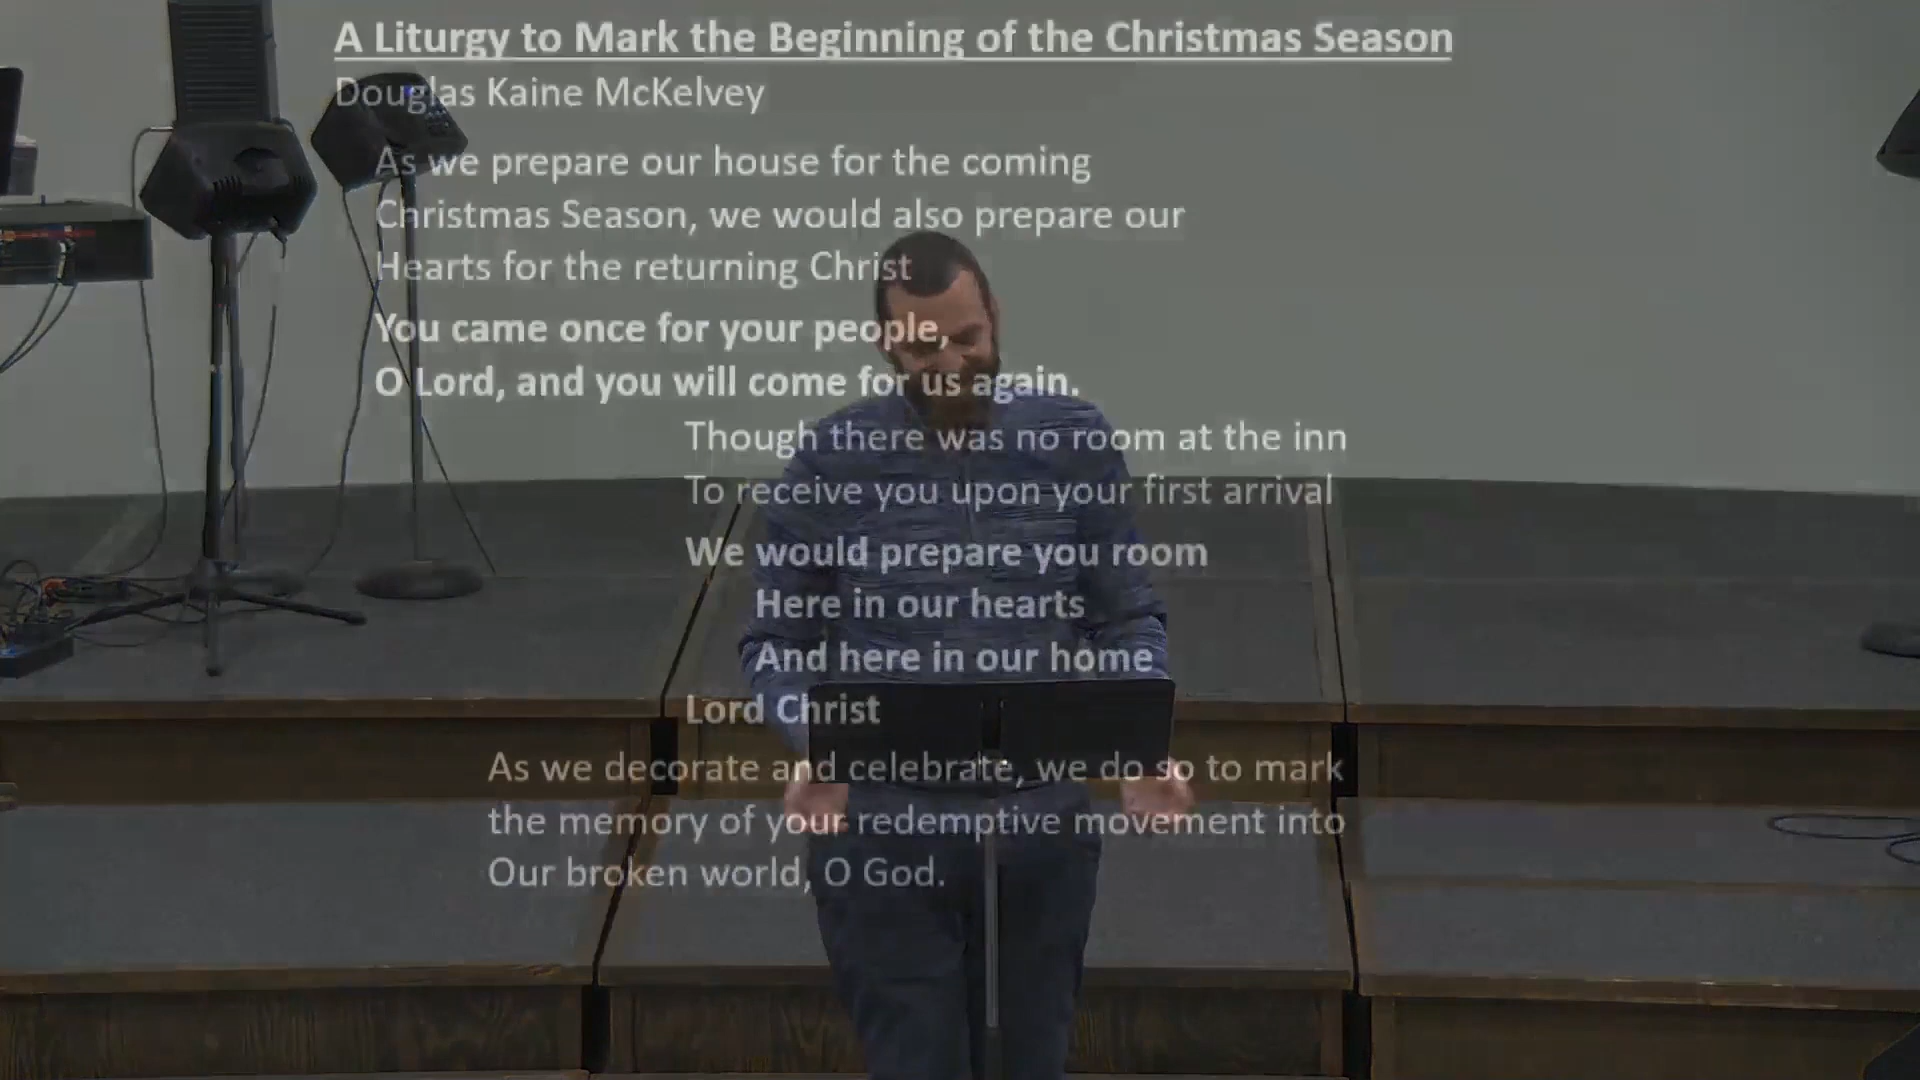 A Liturgy to Mark the Beginning of the Christmas Season
Douglas Kaine McKelvey
As we prepare our house for the coming
Christmas Season, we would also prepare our
Hearts for the returning Christ
You came once for your people,
O Lord, and you will come for us again.
Though there was no room at the inn
To receive you upon your first arrival
We would prepare you room
Here in our hearts
And here in our home
Lord Christ
As we decorate and celebrate, we do so to mark
the memory of your redemptive movement into
Our broken world, O God.